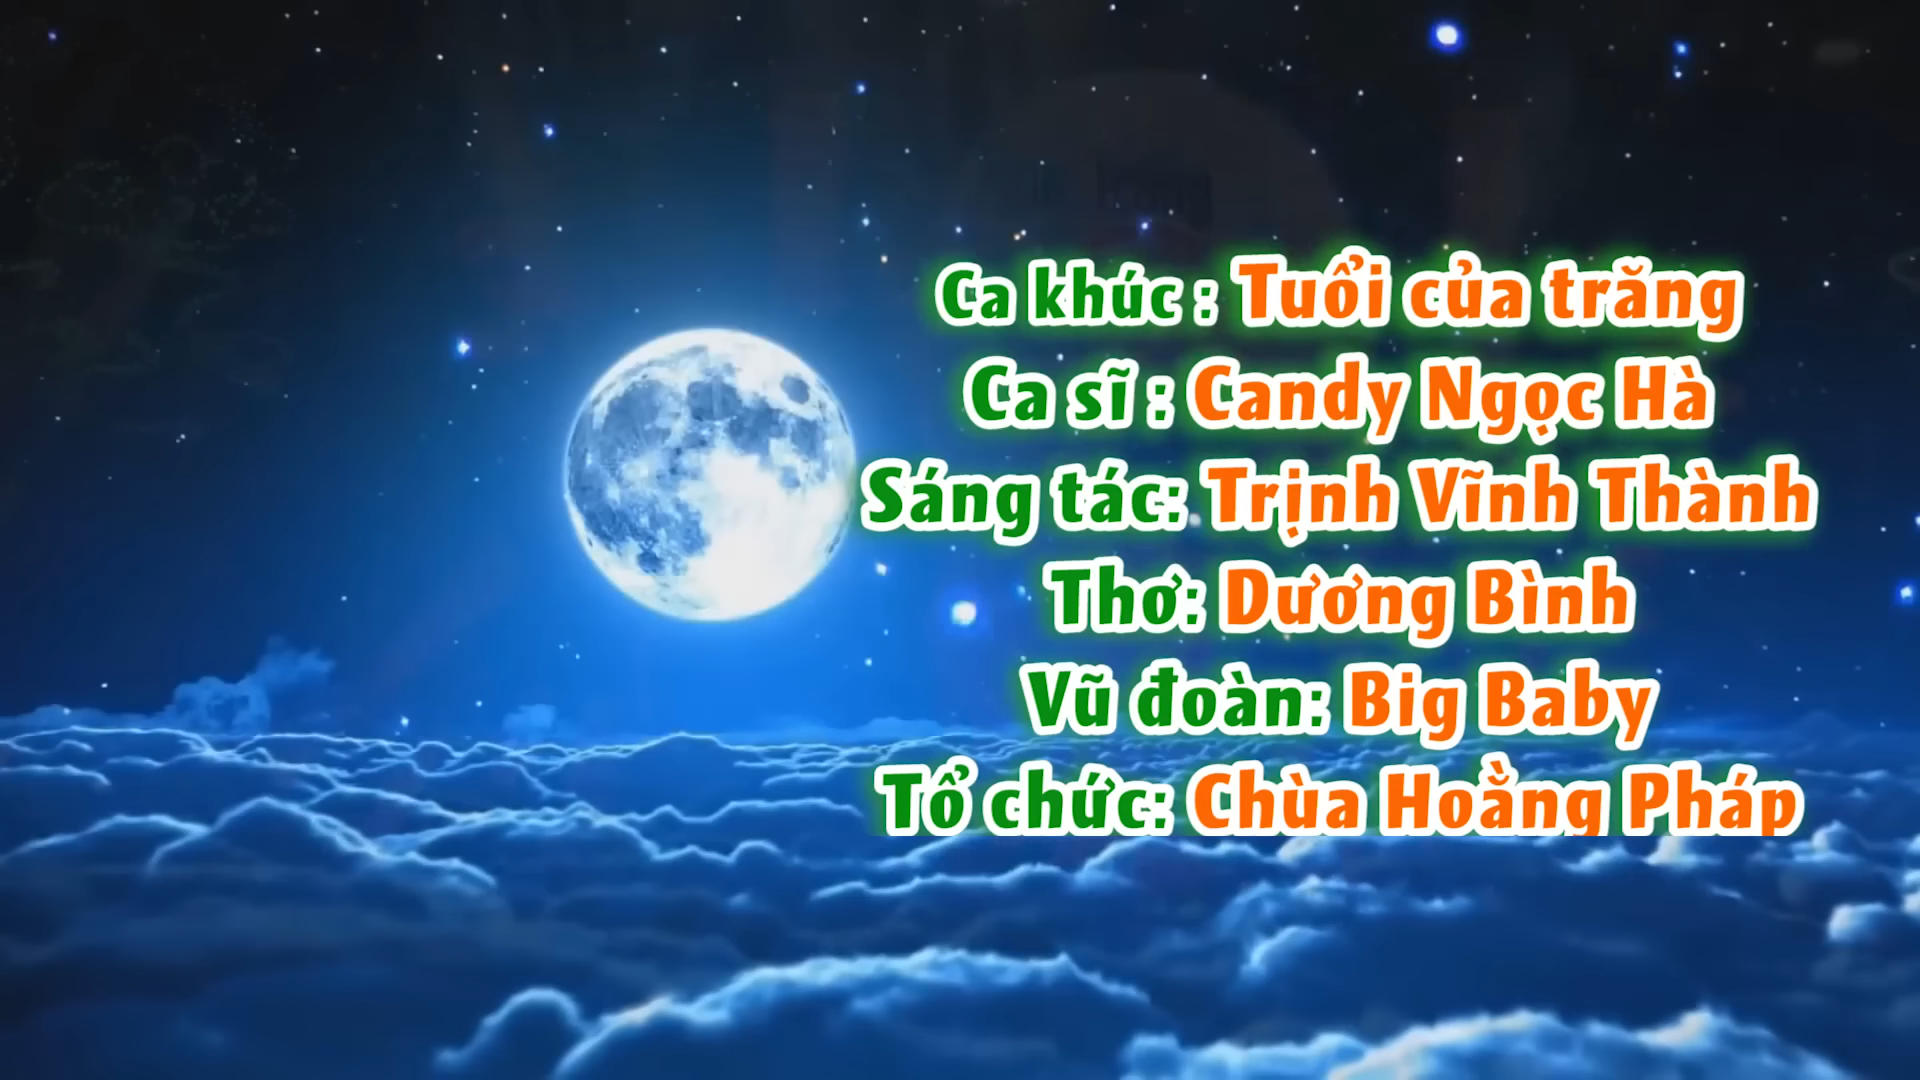 Ca khúc : Tuổi của trăng
Ca sĩ : Candy Ngọc Hà
Sáng tác: Trịnh Vĩnh Thành
Thơ: Dương Bình
Vũ đoàn: Big Baby
Tổ chức: Chùa Hoằng Pháp